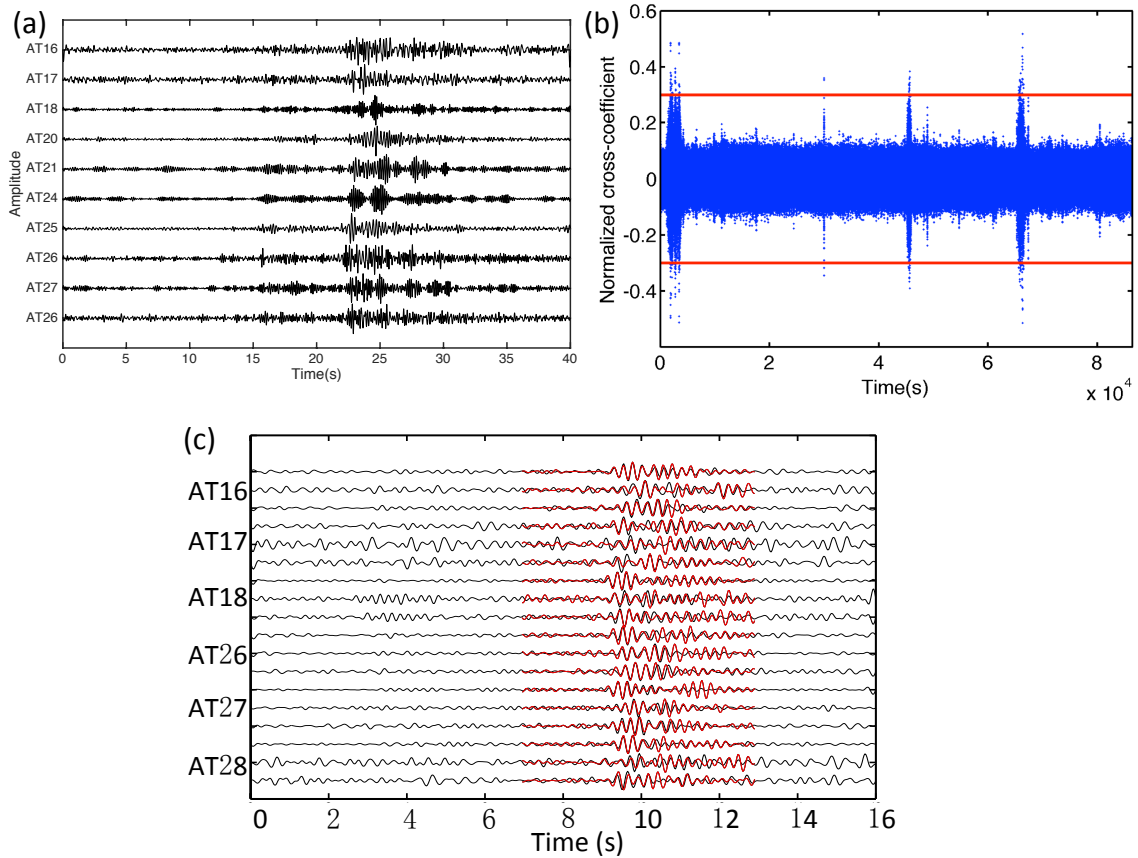 (a)
Amplitude
AT16
AT17
AT18
AT20
AT21
AT24
AT25
AT26
AT27
AT26
0 5 10 15 20 25 30 35 40
Time(s)
(b)
Normalized cross-coefficient
0.6
0.4
0.2
0
-0.2
-0.4
0 2 4 6 8
Time(s)
x 10^4
(c)
AT16
AT17
AT18
AT26
AT27
AT28
0 2 4 6 8 10 12 14 16
Time (s)